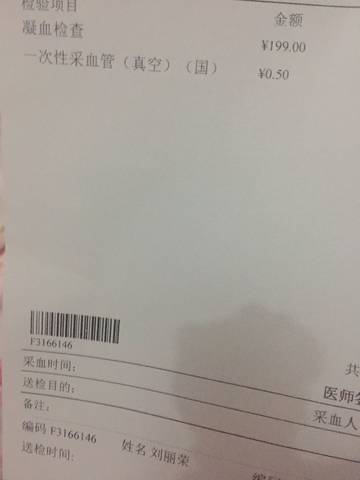 检验项目 金额
凝血检查 ¥199.00
一次性采血管（真空）（国） ¥0.50
F3166146
采血时间: 共
送检目的: 医师签
备注: 采血人
编码 F3166146 姓名 刘丽荣
送检时间: